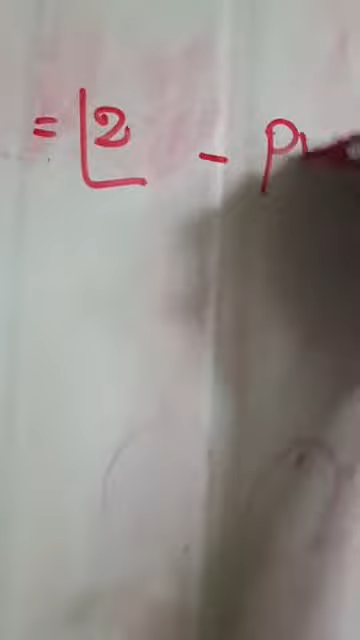 = ⌊2 - P